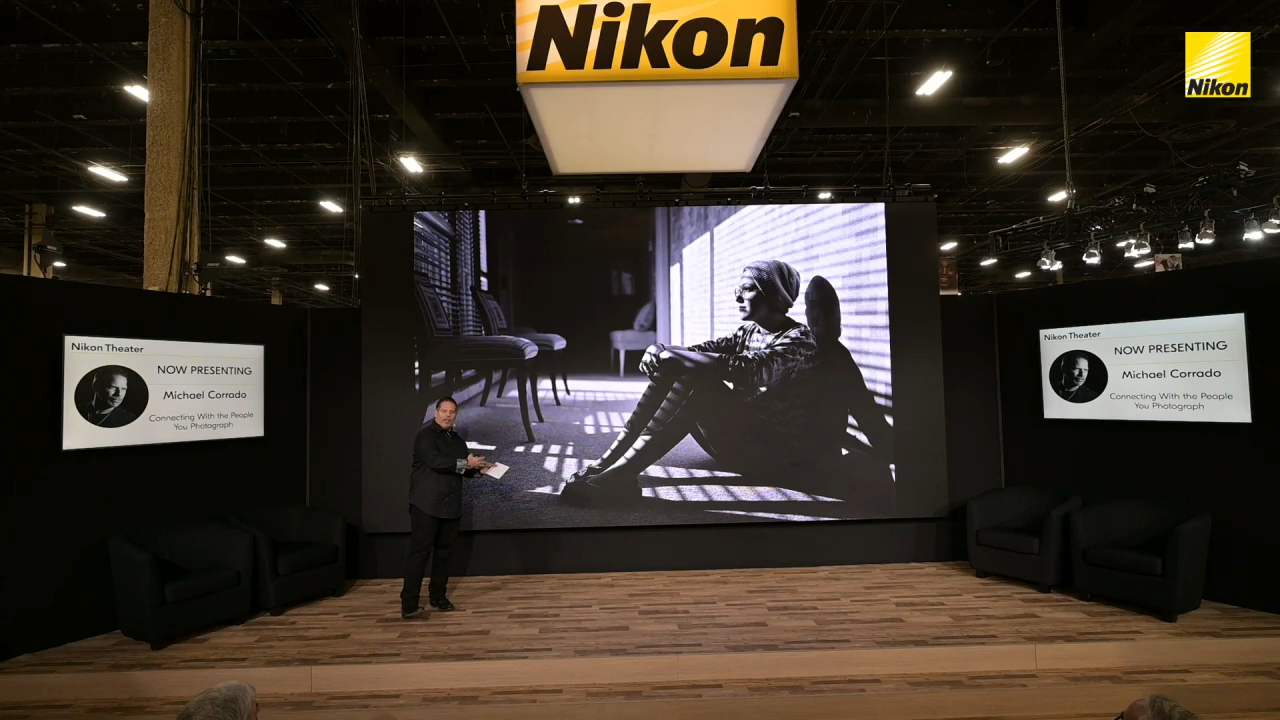 Nikon
Nikon
Nikon Theater
NOW PRESENTING
Michael Corrado
Connecting With the People
You Photograph
Nikon Theater
NOW PRESENTING
Michael Corrado
Connecting With the People
You Photograph